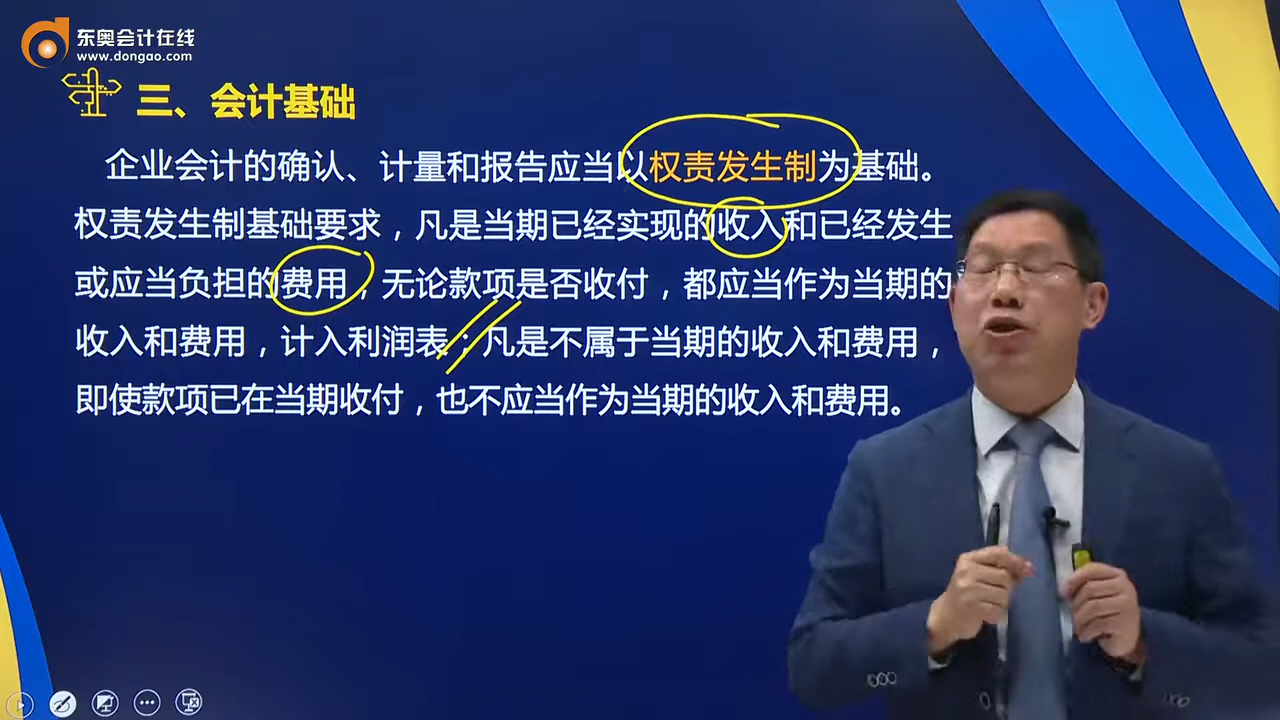 东奥会计在线
www.dongao.com
三、会计基础
企业会计的确认、计量和报告应当以权责发生制为基础。
权责发生制基础要求，凡是当期已经实现的收入和已经发生
或应当负担的费用，无论款项是否收付，都应当作为当期的
收入和费用，计入利润表；凡是不属于当期的收入和费用，
即使款项已在当期收付，也不应当作为当期的收入和费用。